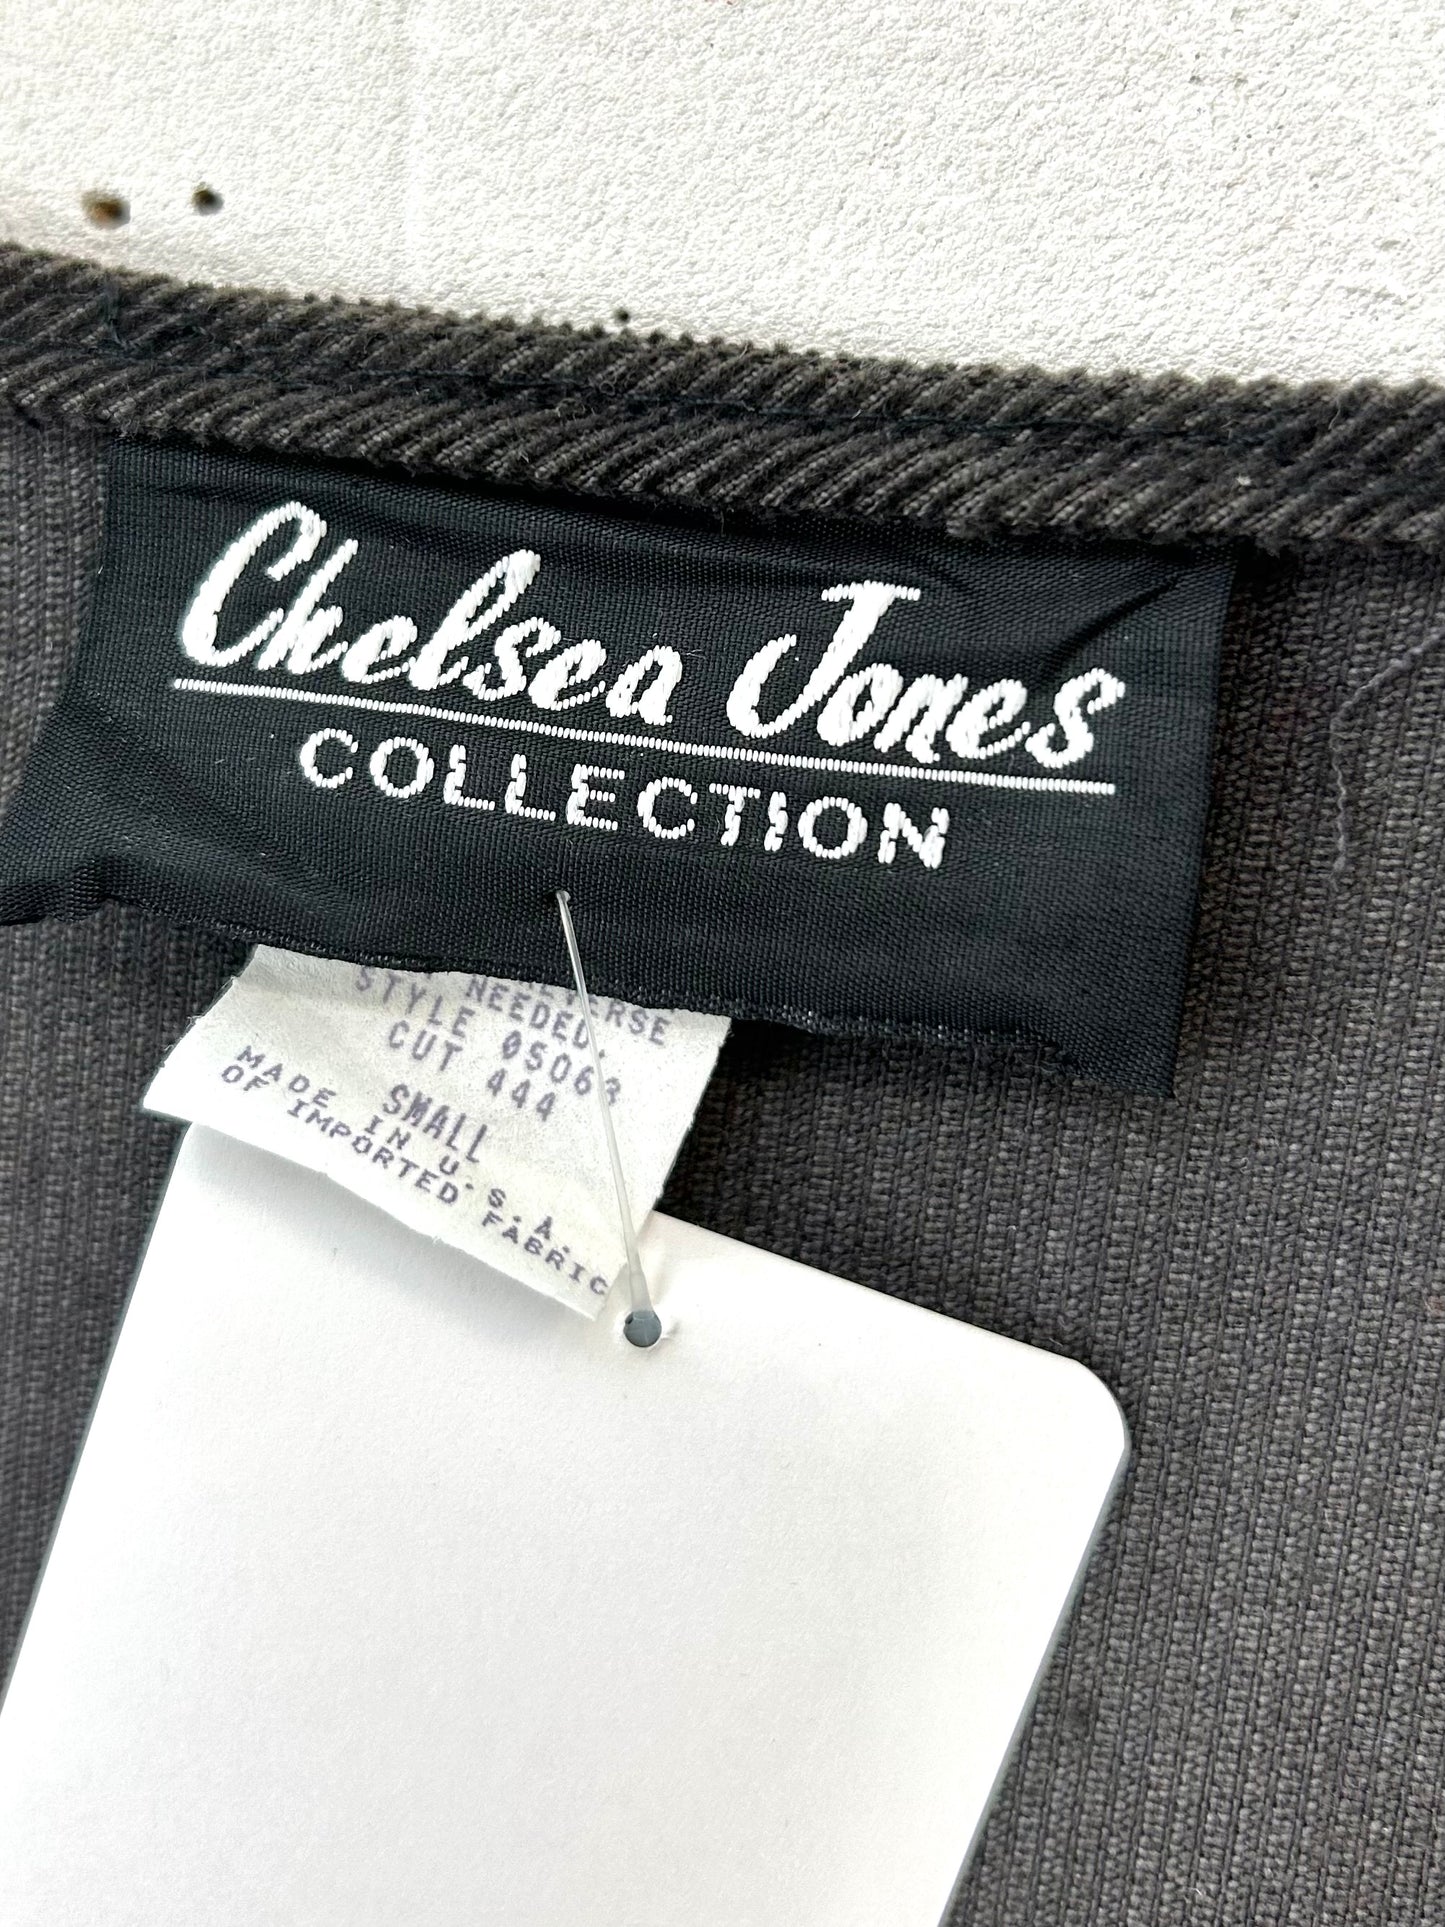 Chelsea Jones
COLLECTION
NEEDED.
STYLE 05063
CUT 444
SMALL
MADE IN U.S.A.
OF IMPORTED FABRIC